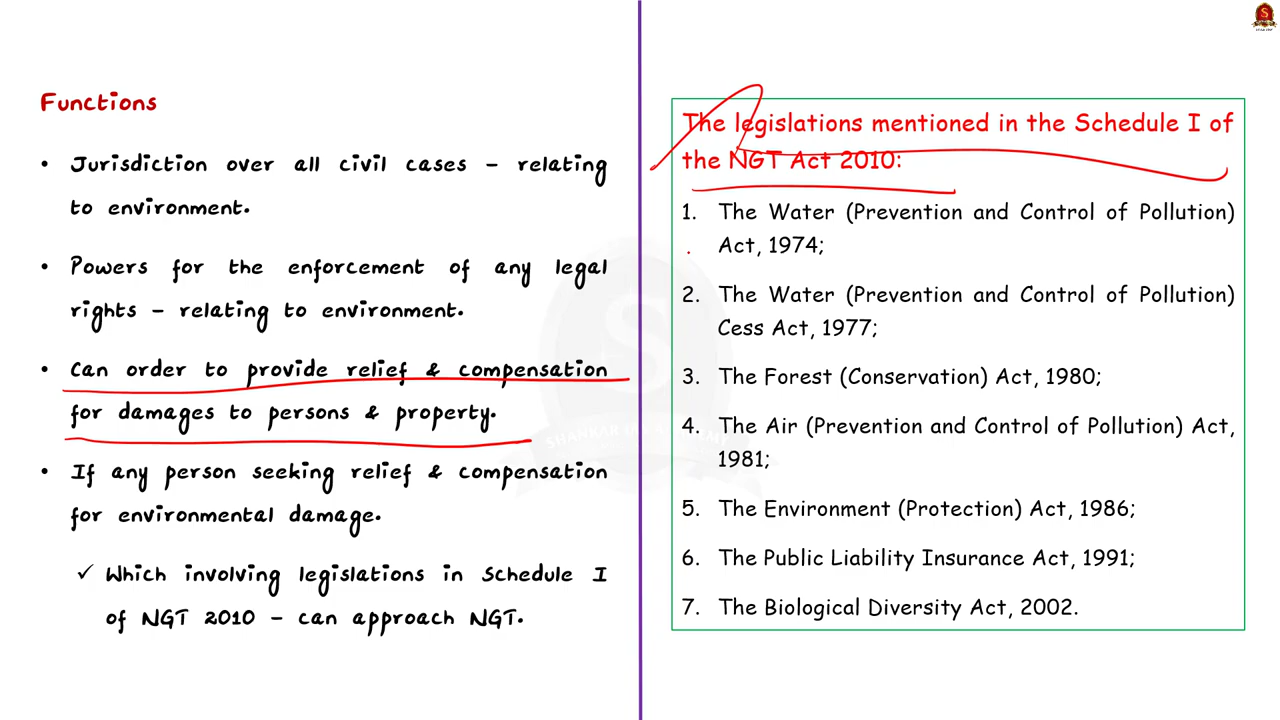 Functions
• Jurisdiction over all civil cases – relating
to environment.
• Powers for the enforcement of any legal
rights – relating to environment.
• Can order to provide relief & compensation
for damages to persons & property.
• If any person seeking relief & compensation
for environmental damage.
✓ Which involving legislations in Schedule I
of NGT 2010 – can approach NGT.
The legislations mentioned in the Schedule I of
the NGT Act 2010:
1. The Water (Prevention and Control of Pollution)
Act, 1974;
2. The Water (Prevention and Control of Pollution)
Cess Act, 1977;
3. The Forest (Conservation) Act, 1980;
4. The Air (Prevention and Control of Pollution) Act,
1981;
5. The Environment (Protection) Act, 1986;
6. The Public Liability Insurance Act, 1991;
7. The Biological Diversity Act, 2002.
S
SHANKAR IAS ACADEMY